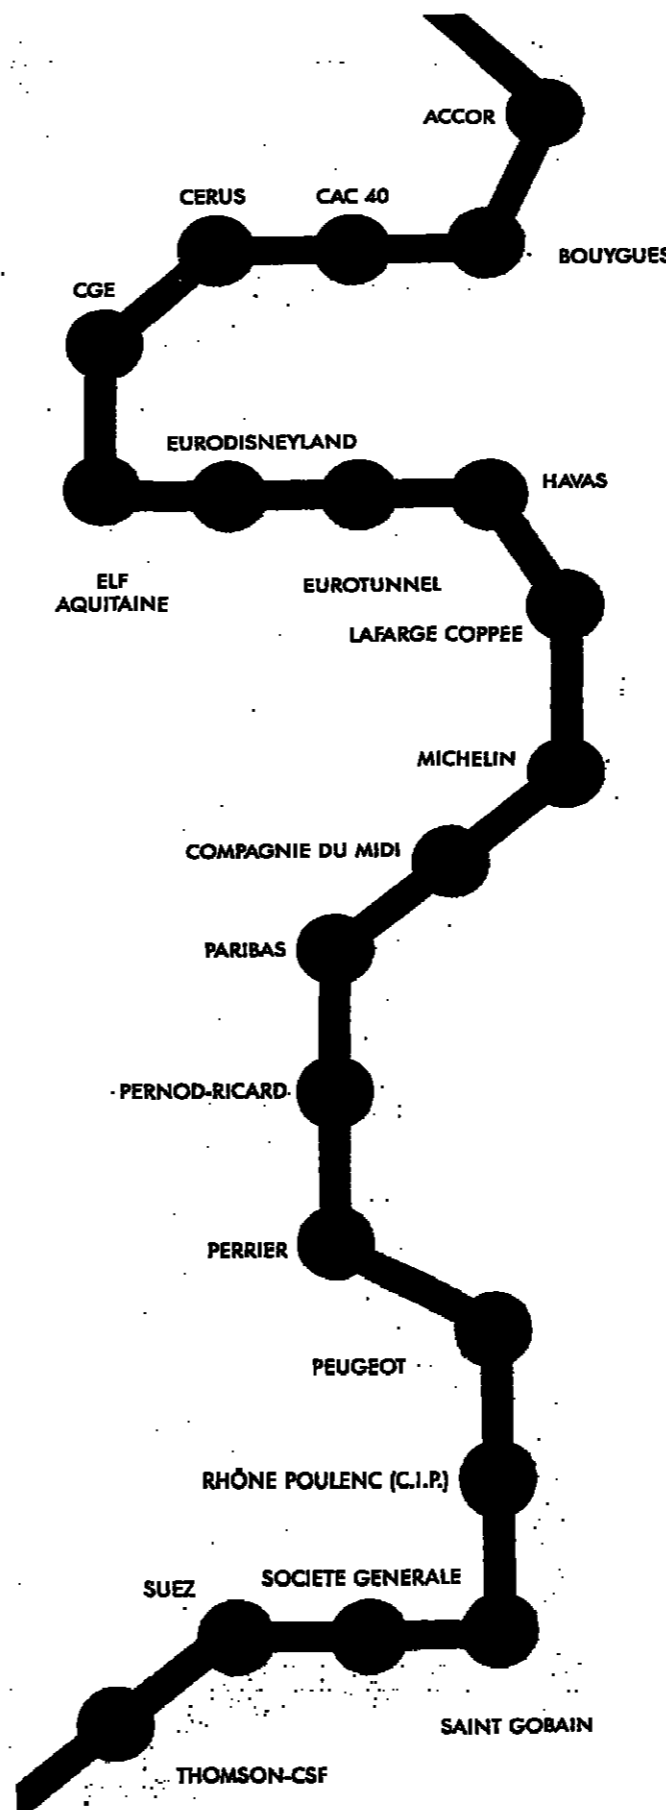 ACCOR
CERUS
CAC 40
BOUYGUES
CGE
EURODISNEYLAND
HAVAS
ELF
AQUITAINE
EUROTUNNEL
LAFARGE COPPÉE
MICHELIN
COMPAGNIE DU MIDI
PARIBAS
PERNOD-RICARD
PERRIER
PEUGEOT
RHÔNE POULENC (C.I.P.)
SOCIETE GENERALE
SUEZ
SAINT GOBAIN
THOMSON-CSF